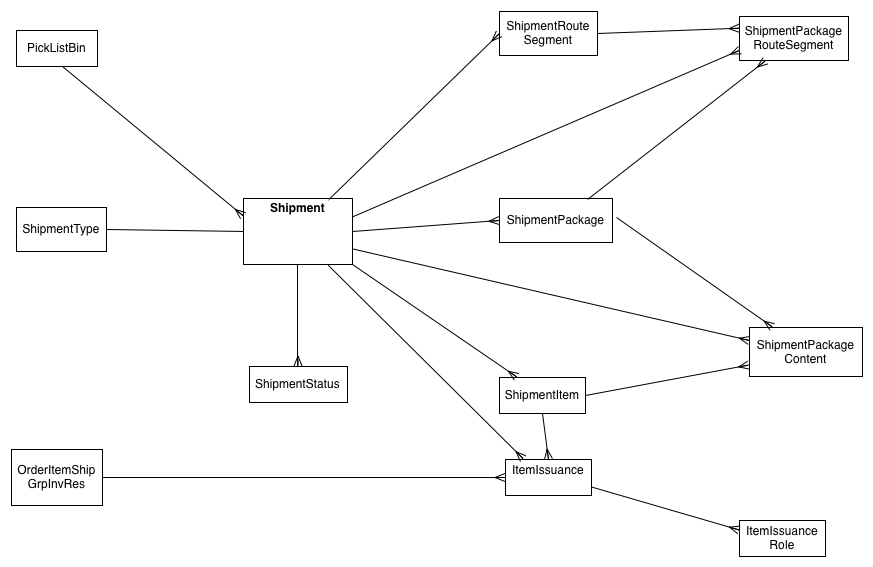 ShipmentRoute
Segment
ShipmentPackage
RouteSegment
PickListBin
Shipment
ShipmentPackage
ShipmentType
ShipmentPackage
Content
ShipmentStatus
ShipmentItem
OrderItemShip
GrpInvRes
ItemIssuance
ItemIssuance
Role